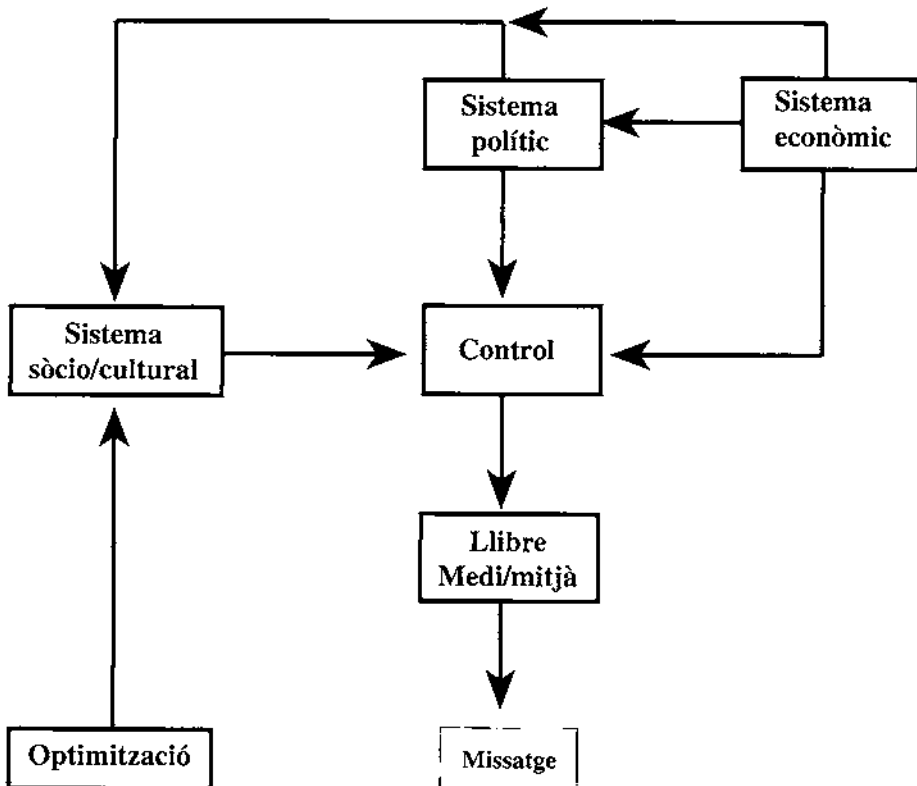 Sistema
polític
Sistema
econòmic
Sistema
sòcio/cultural
Control
Llibre
Medi/mitjà
Optimització
Missatge